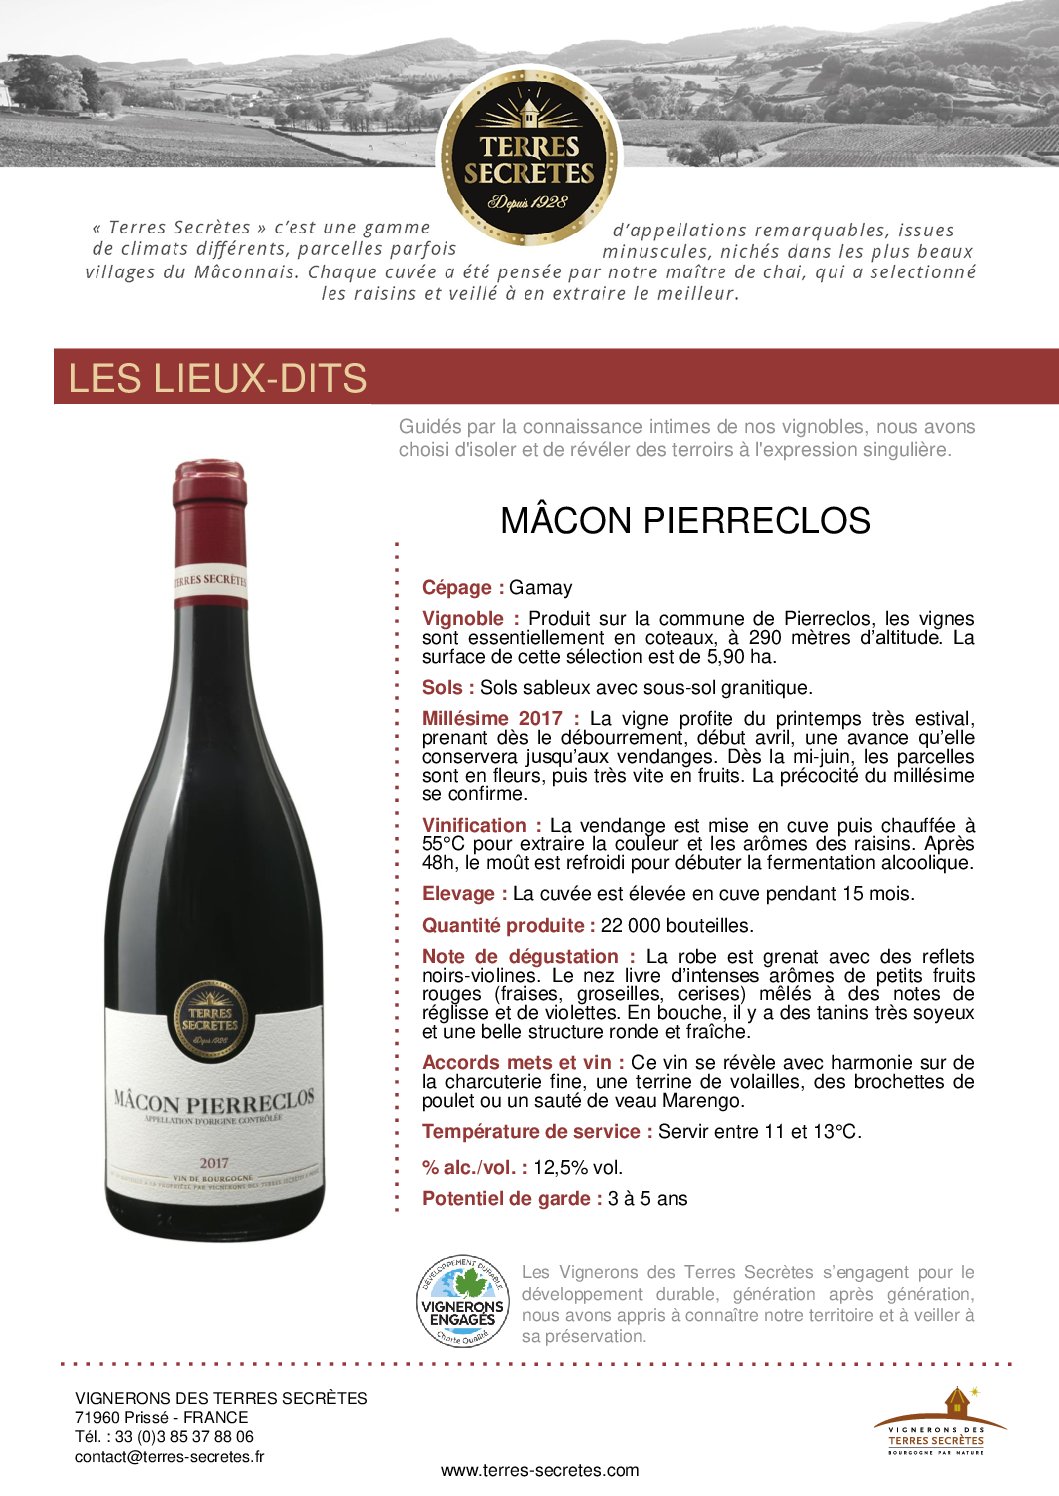 TERRES
SECRETES
Depuis 1928
« Terres Secrètes » c’est une gamme d’appellations remarquables, issues
de climats différents, parcelles parfois minuscules, nichés dans les plus beaux
villages du Mâconnais. Chaque cuvée a été pensée par notre maître de chai, qui a selectionné
les raisins et veillé à en extraire le meilleur.
LES LIEUX-DITS
Guidés par la connaissance intimes de nos vignobles, nous avons
choisi d'isoler et de révéler des terroirs à l'expression singulière.
MÂCON PIERRECLOS
Cépage : Gamay
Vignoble : Produit sur la commune de Pierreclos, les vignes
sont essentiellement en coteaux, à 290 mètres d’altitude. La
surface de cette sélection est de 5,90 ha.
Sols : Sols sableux avec sous-sol granitique.
Millésime 2017 : La vigne profite du printemps très estival,
prenant dès le débourrement, début avril, une avance qu’elle
conservera jusqu’aux vendanges. Dès la mi-juin, les parcelles
sont en fleurs, puis très vite en fruits. La précocité du millésime
se confirme.
Vinification : La vendange est mise en cuve puis chauffée à
55°C pour extraire la couleur et les arômes des raisins. Après
48h, le moût est refroidi pour débuter la fermentation alcoolique.
Elevage : La cuvée est élevée en cuve pendant 15 mois.
Quantité produite : 22 000 bouteilles.
Note de dégustation : La robe est grenat avec des reflets
noirs-violines. Le nez livre d’intenses arômes de petits fruits
rouges (fraises, groseilles, cerises) mêlés à des notes de
réglisse et de violettes. En bouche, il y a des tanins très soyeux
et une belle structure ronde et fraîche.
Accords mets et vin : Ce vin se révèle avec harmonie sur de
la charcuterie fine, une terrine de volailles, des brochettes de
poulet ou un sauté de veau Marengo.
Température de service : Servir entre 11 et 13°C.
% alc./vol. : 12,5% vol.
Potentiel de garde : 3 à 5 ans
TERRES SECRÈTES
TERRES
SECRETES
Depuis 1928
MÂCON PIERRECLOS
APPELLATION D'ORIGINE CONTRÔLÉE
2017
VIN DE BOURGOGNE
PROPRIÉTÉ PAR VIGNERONS DES TERRES SECRÈTES
DÉVELOPPEMENT DURABLE
VIGNERONS
ENGAGÉS
Charte Qualité
Les Vignerons des Terres Secrètes s’engagent pour le
développement durable, génération après génération,
nous avons appris à connaître notre territoire et à veiller à
sa préservation.
VIGNERONS DES TERRES SECRÈTES
71960 Prissé - FRANCE
Tél. : 33 (0)3 85 37 88 06
contact@terres-secretes.fr
www.terres-secretes.com
VIGNERONS DES
TERRES SECRÈTES
BOURGOGNE PAR NATURE